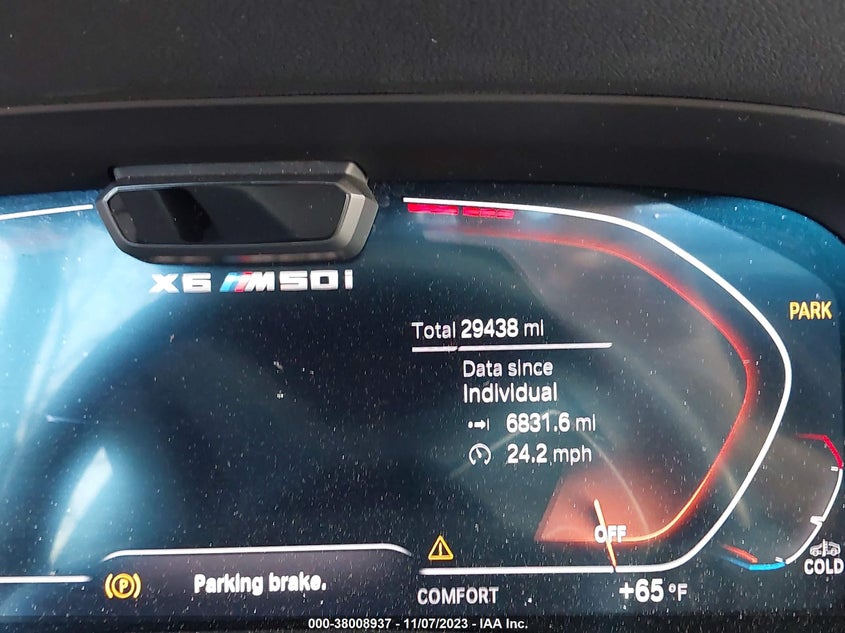 X6 M50i
PARK
Total 29438 mi
Data since
Individual
6831.6 mi
24.2 mph
OFF
COLD
(P) Parking brake.
COMFORT
+65 °F
000-38008937 - 11/07/2023 - IAA Inc.